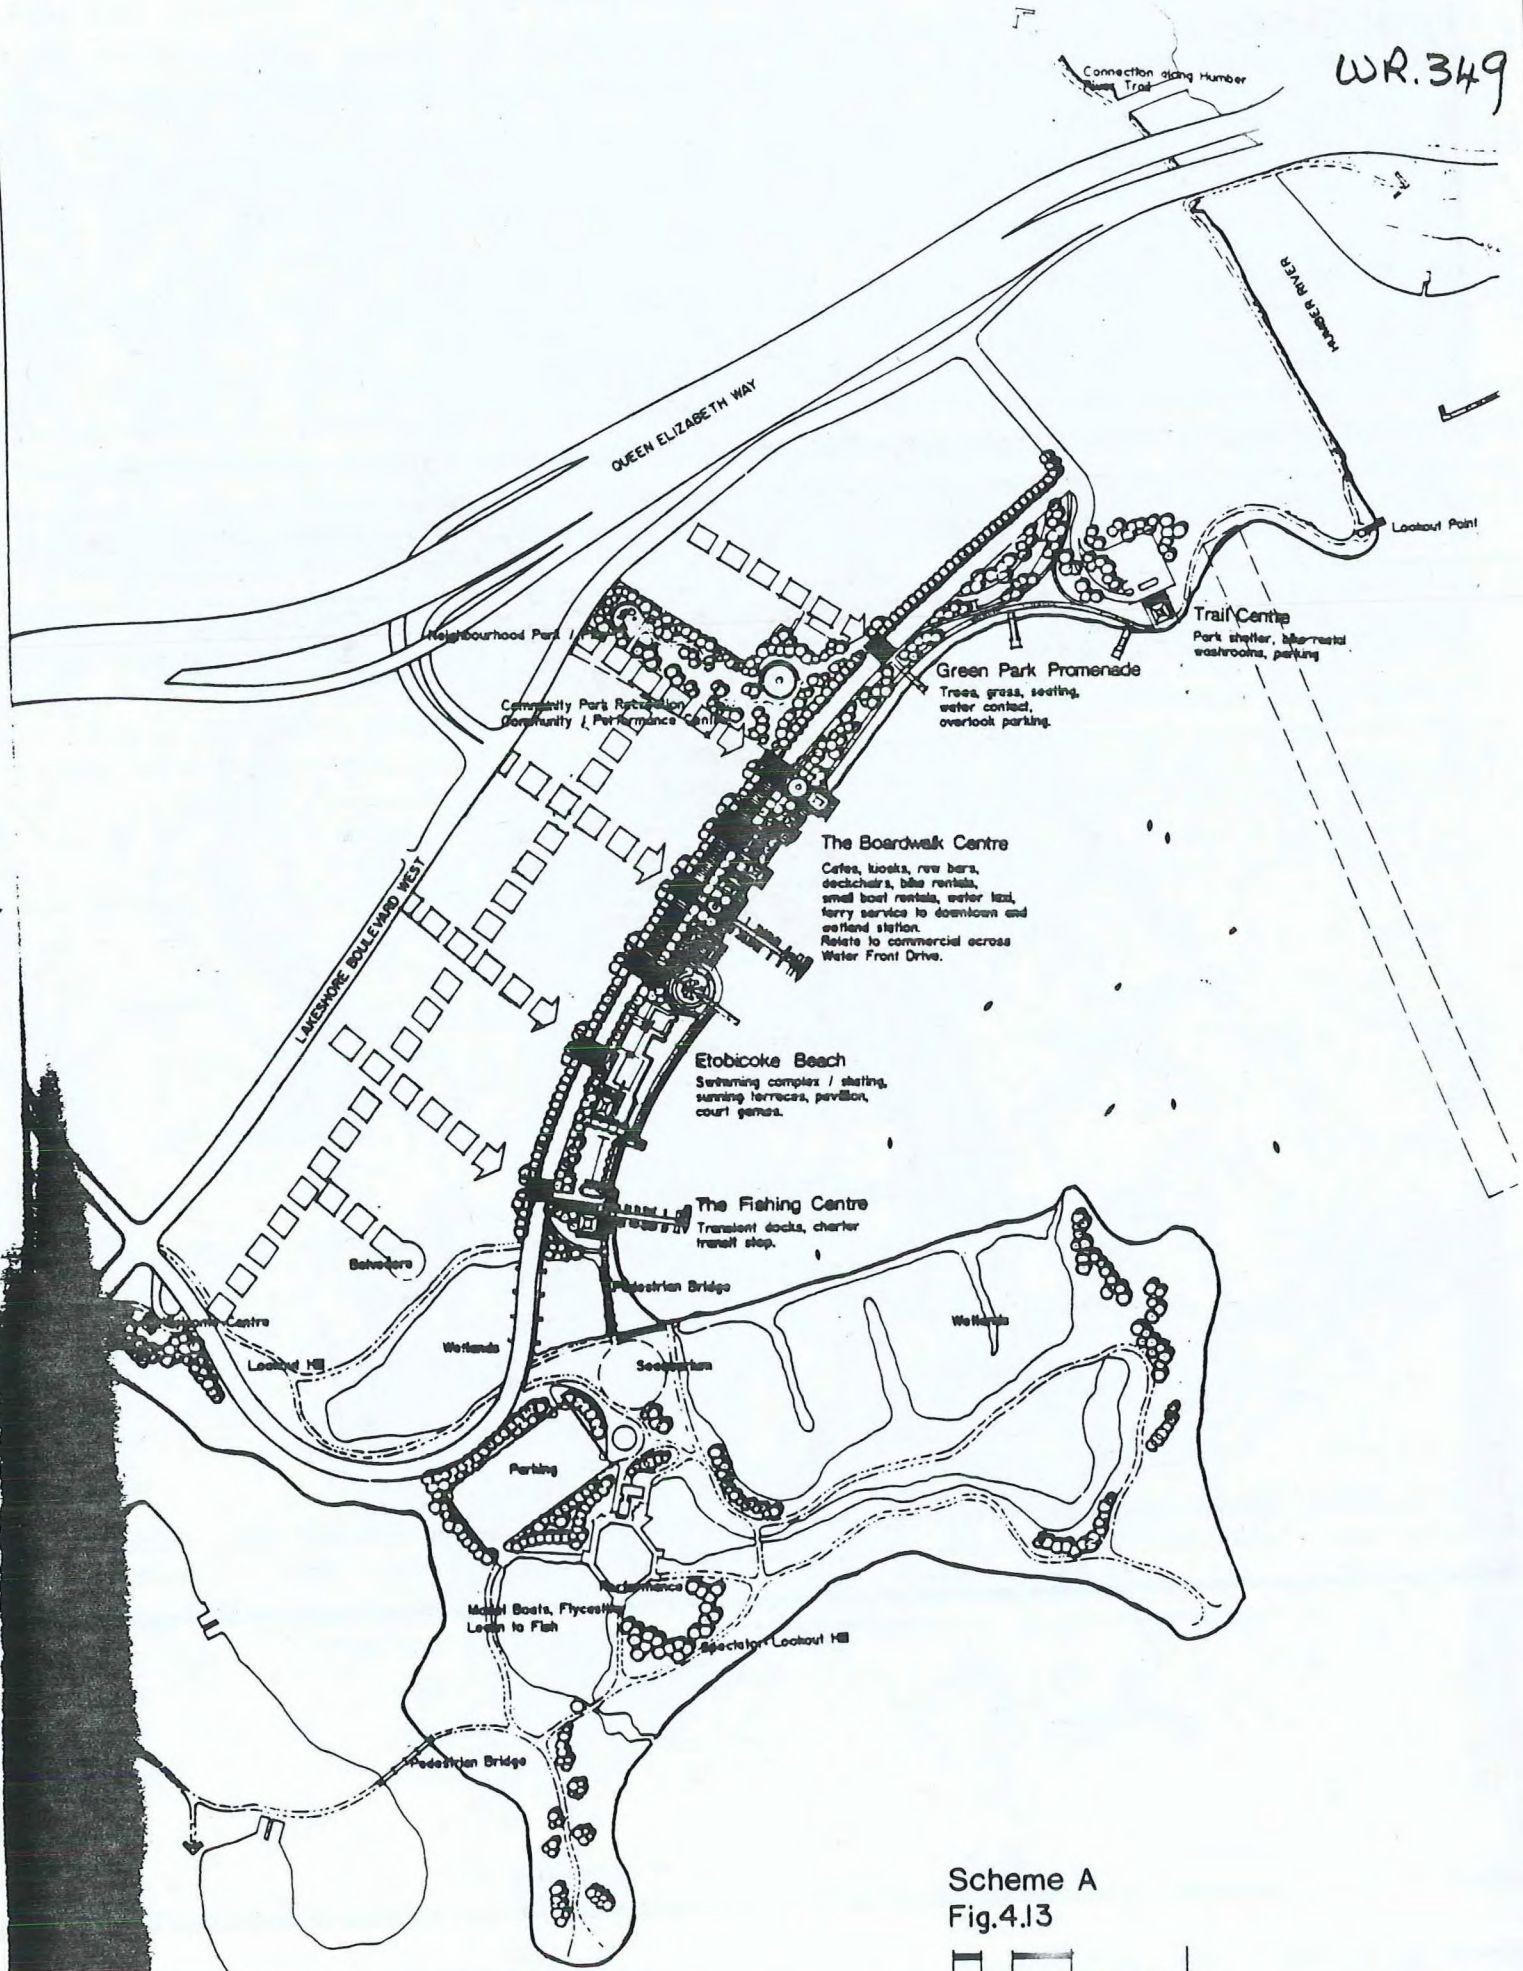 WR.349
Connection along Humber
River Trail
HUMBER RIVER
QUEEN ELIZABETH WAY
Lookout Point
Trail Centre
Park shelter, bike rental
washrooms, parking
Neighbourhood Park /
Green Park Promenade
Trees, grass, seating,
water contact,
overlook parking.
Community Park Recreation
Community / Performance Centre
The Boardwalk Centre
Cafes, kiosks, raw bars,
deckchairs, bike rentals,
small boat rentals, water taxi,
ferry service to downtown and
wetland station.
Relate to commercial across
Water Front Drive.
LAKESHORE BOULEVARD WEST
Etobicoke Beach
Swimming complex / skating,
sunning terraces, pavilion,
court games.
The Fishing Centre
Transient docks, charter
transit stop.
Belvedere
Pedestrian Bridge
Centre
Wetlands
Wetlands
Lookout Hill
Parking
Performance
Model Boats, Flycasting
Learn to Fish
Spectator Lookout Hill
Pedestrian Bridge
Scheme A
Fig.4.13